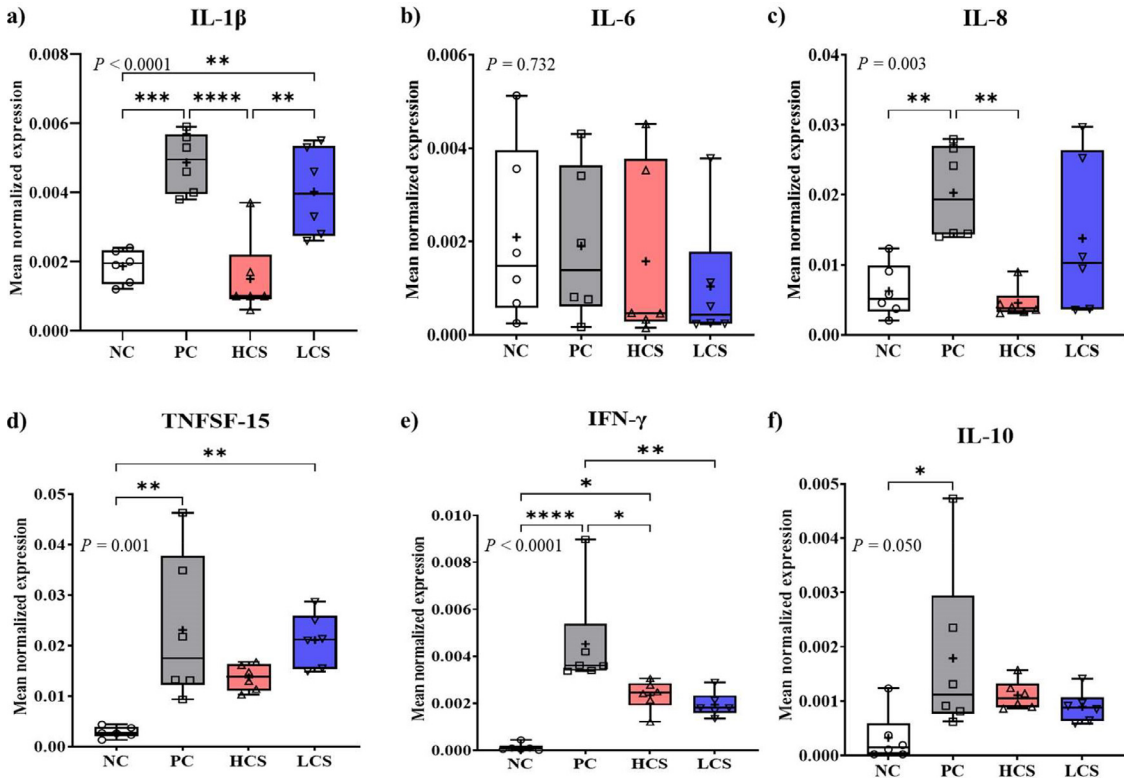 a) IL-1β
Mean normalized expression
0.008
0.006
0.004
0.002
0.000
P < 0.0001
**
*** **** **
NC PC HCS LCS
b) IL-6
Mean normalized expression
0.006
0.004
0.002
0.000
P = 0.732
NC PC HCS LCS
c) IL-8
Mean normalized expression
0.04
0.03
0.02
0.01
0.00
P = 0.003
** **
NC PC HCS LCS
d) TNFSF-15
Mean normalized expression
0.05
0.04
0.03
0.02
0.01
0.00
**
**
P = 0.001
NC PC HCS LCS
e) IFN-γ
Mean normalized expression
0.010
0.008
0.006
0.004
0.002
0.000
**
*
**** *
P < 0.0001
NC PC HCS LCS
f) IL-10
Mean normalized expression
0.005
0.004
0.003
0.002
0.001
0.000
*
P = 0.050
NC PC HCS LCS